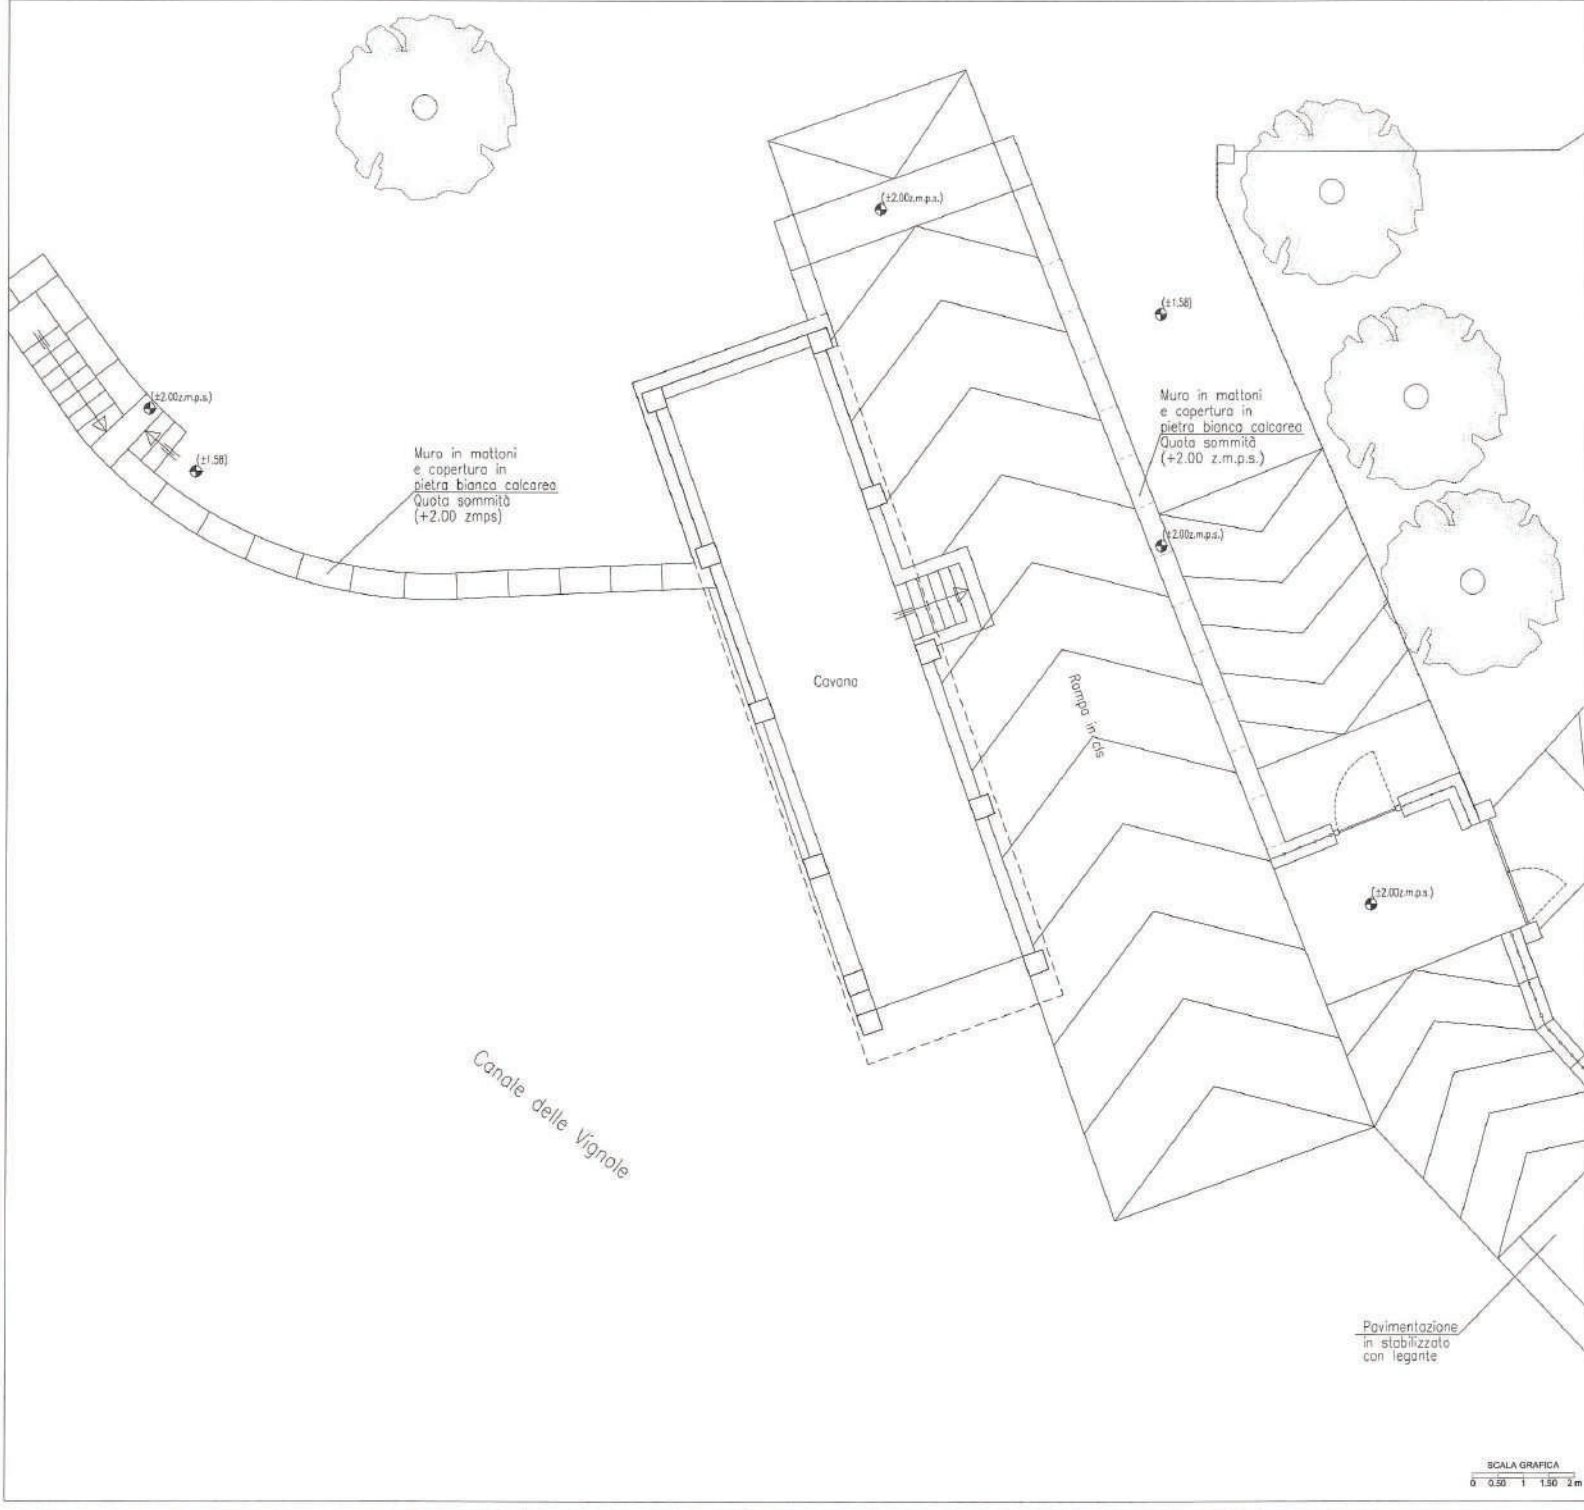 (±2.00z.m.p.s.)
(±1.58)
(±2.00z.m.p.s.)
(±1.58)
Muro in mattoni
e copertura in
pietra bianca calcarea
Quota sommità
(+2.00 z.m.p.s.)
Muro in mattoni
e copertura in
pietra bianca calcarea
Quota sommità
(+2.00 zmps)
(±2.00z.m.p.s.)
Cavana
Rampa in cls
(±2.00z.m.p.s.)
Canale delle Vignole
Pavimentazione
in stabilizzato
con legante
SCALA GRAFICA
0 0.50 1 1.50 2 m